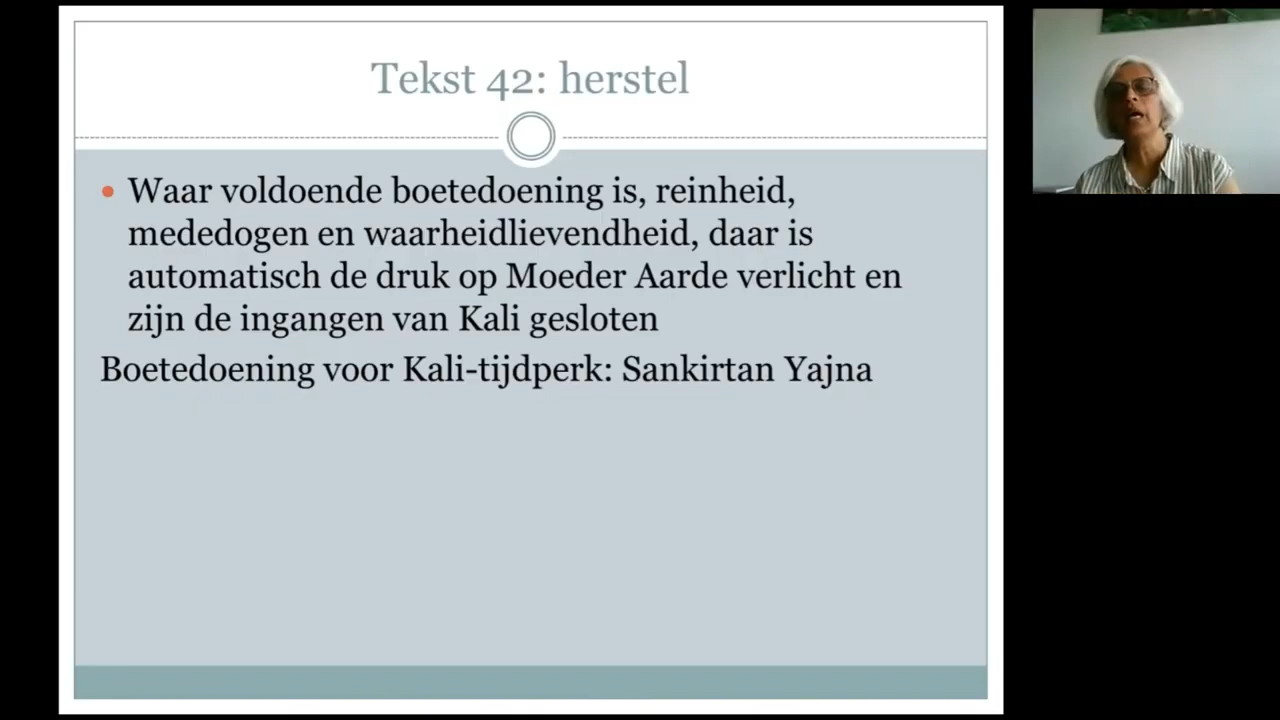 Tekst 42: herstel
Waar voldoende boetedoening is, reinheid,
mededogen en waarheidlievendheid, daar is
automatisch de druk op Moeder Aarde verlicht en
zijn de ingangen van Kali gesloten
Boetedoening voor Kali-tijdperk: Sankirtan Yajna